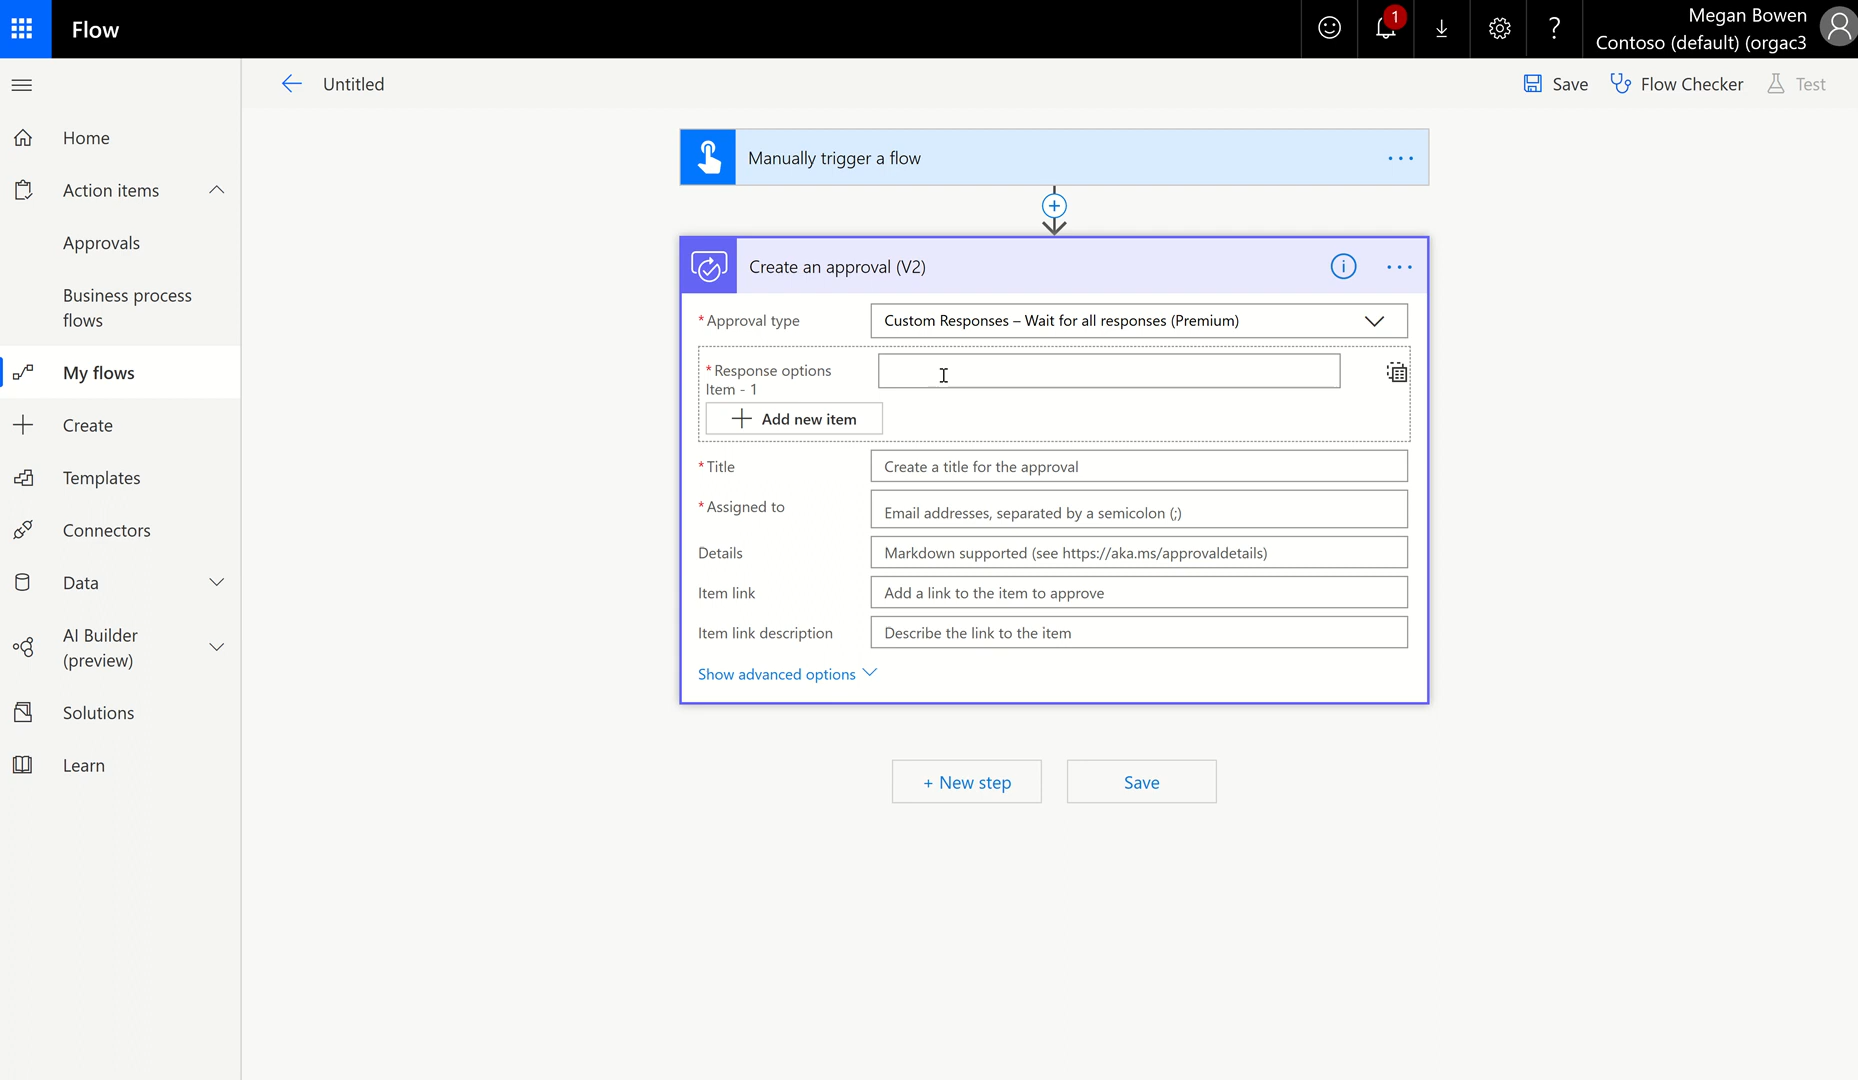 Flow
1
?
Megan Bowen
Contoso (default) (orgac3
Untitled
Save
Flow Checker
Test
Home
Action items
Approvals
Business process
flows
My flows
Create
Templates
Connectors
Data
AI Builder
(preview)
Solutions
Learn
Manually trigger a flow
Create an approval (V2)
* Approval type
Custom Responses – Wait for all responses (Premium)
* Response options
Item - 1
Add new item
* Title
Create a title for the approval
* Assigned to
Email addresses, separated by a semicolon (;)
Details
Markdown supported (see https://aka.ms/approvaldetails)
Item link
Add a link to the item to approve
Item link description
Describe the link to the item
Show advanced options
+ New step
Save